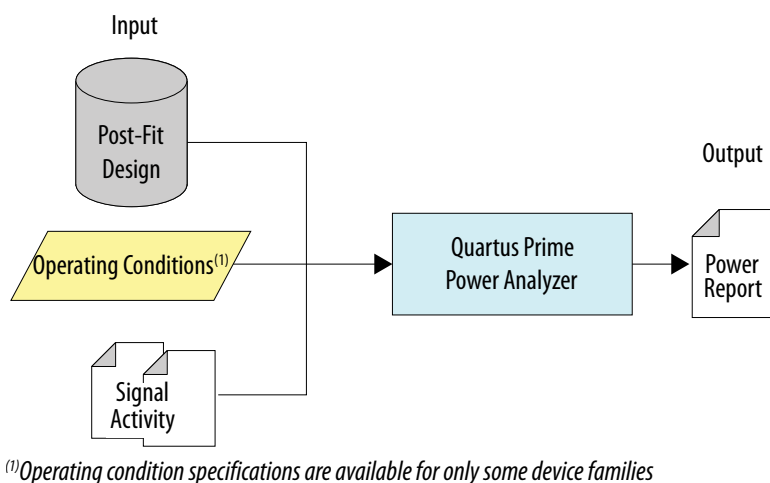 Input
Post-Fit
Design
Operating Conditions(1)
Signal
Activity
Quartus Prime
Power Analyzer
Output
Power
Report
(1)Operating condition specifications are available for only some device families